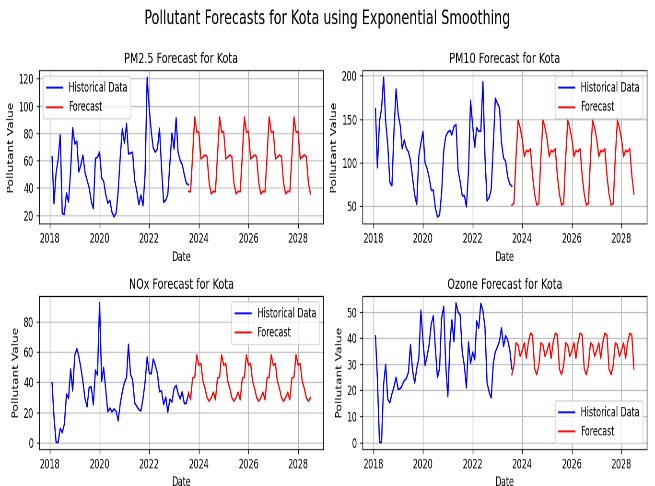 Pollutant Forecasts for Kota using Exponential Smoothing
PM2.5 Forecast for Kota
120
100
80
60
40
20
Pollutant Value
Historical Data
Forecast
2018 2020 2022 2024 2026 2028
Date
PM10 Forecast for Kota
200
150
100
50
Pollutant Value
Historical Data
Forecast
2018 2020 2022 2024 2026 2028
Date
NOx Forecast for Kota
80
60
40
20
0
Pollutant Value
Historical Data
Forecast
2018 2020 2022 2024 2026 2028
Date
Ozone Forecast for Kota
50
40
30
20
10
0
Pollutant Value
Historical Data
Forecast
2018 2020 2022 2024 2026 2028
Date